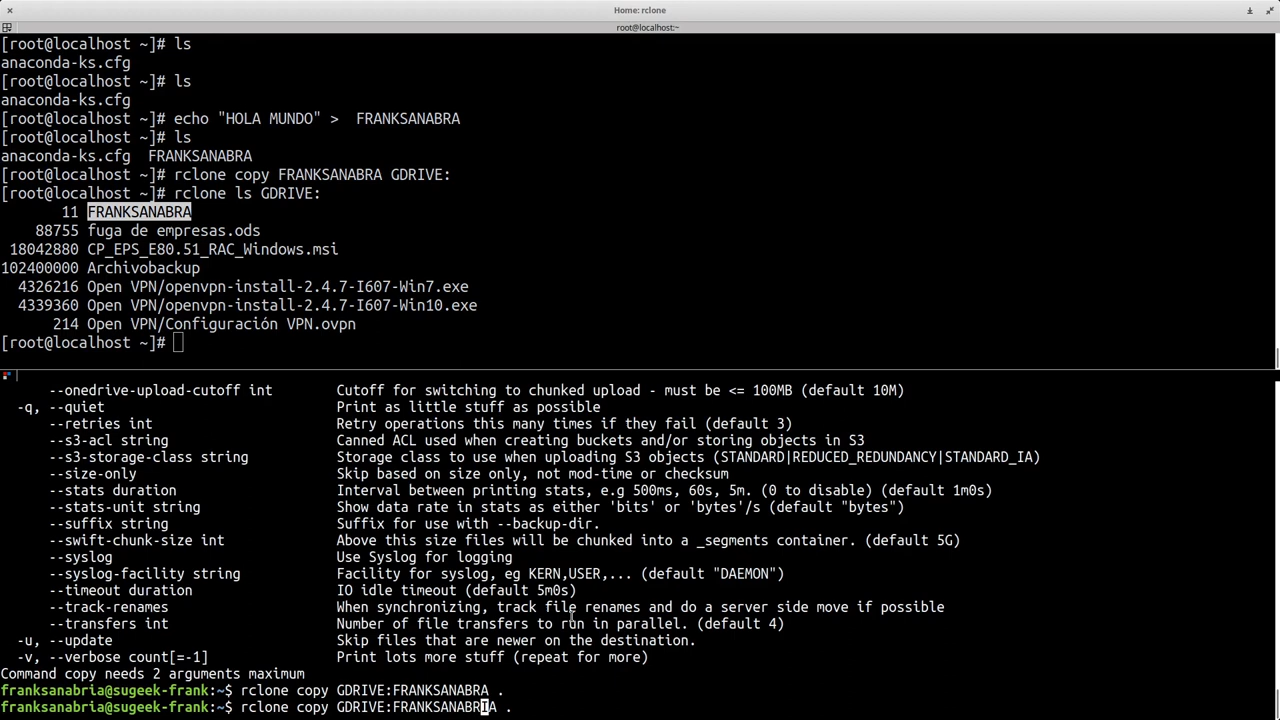 Home: rclone
root@localhost:~
[root@localhost ~]# ls
anaconda-ks.cfg
[root@localhost ~]# ls
anaconda-ks.cfg
[root@localhost ~]# echo "HOLA MUNDO" >  FRANKSANABRA
[root@localhost ~]# ls
anaconda-ks.cfg  FRANKSANABRA
[root@localhost ~]# rclone copy FRANKSANABRA GDRIVE:
[root@localhost ~]# rclone ls GDRIVE:
11 FRANKSANABRA
88755 fuga de empresas.ods
18042880 CP_EPS_E80.51_RAC_Windows.msi
102400000 Archivobackup
4326216 Open VPN/openvpn-install-2.4.7-I607-Win7.exe
4339360 Open VPN/openvpn-install-2.4.7-I607-Win10.exe
214 Open VPN/Configuración VPN.ovpn
[root@localhost ~]#
--onedrive-upload-cutoff int Cutoff for switching to chunked upload - must be <= 100MB (default 10M)
-q, --quiet Print as little stuff as possible
--retries int Retry operations this many times if they fail (default 3)
--s3-acl string Canned ACL used when creating buckets and/or storing objects in S3
--s3-storage-class string Storage class to use when uploading S3 objects (STANDARD|REDUCED_REDUNDANCY|STANDARD_IA)
--size-only Skip based on size only, not mod-time or checksum
--stats duration Interval between printing stats, e.g 500ms, 60s, 5m. (0 to disable) (default 1m0s)
--stats-unit string Show data rate in stats as either 'bits' or 'bytes'/s (default "bytes")
--suffix string Suffix for use with --backup-dir.
--swift-chunk-size int Above this size files will be chunked into a _segments container. (default 5G)
--syslog Use Syslog for logging
--syslog-facility string Facility for syslog, eg KERN,USER,... (default "DAEMON")
--timeout duration IO idle timeout (default 5m0s)
--track-renames When synchronizing, track file renames and do a server side move if possible
--transfers int Number of file transfers to run in parallel. (default 4)
-u, --update Skip files that are newer on the destination.
-v, --verbose count[=-1] Print lots more stuff (repeat for more)
Command copy needs 2 arguments maximum
franksanabria@sugeek-frank:~$ rclone copy GDRIVE:FRANKSANABRA .
franksanabria@sugeek-frank:~$ rclone copy GDRIVE:FRANKSANABRIA .